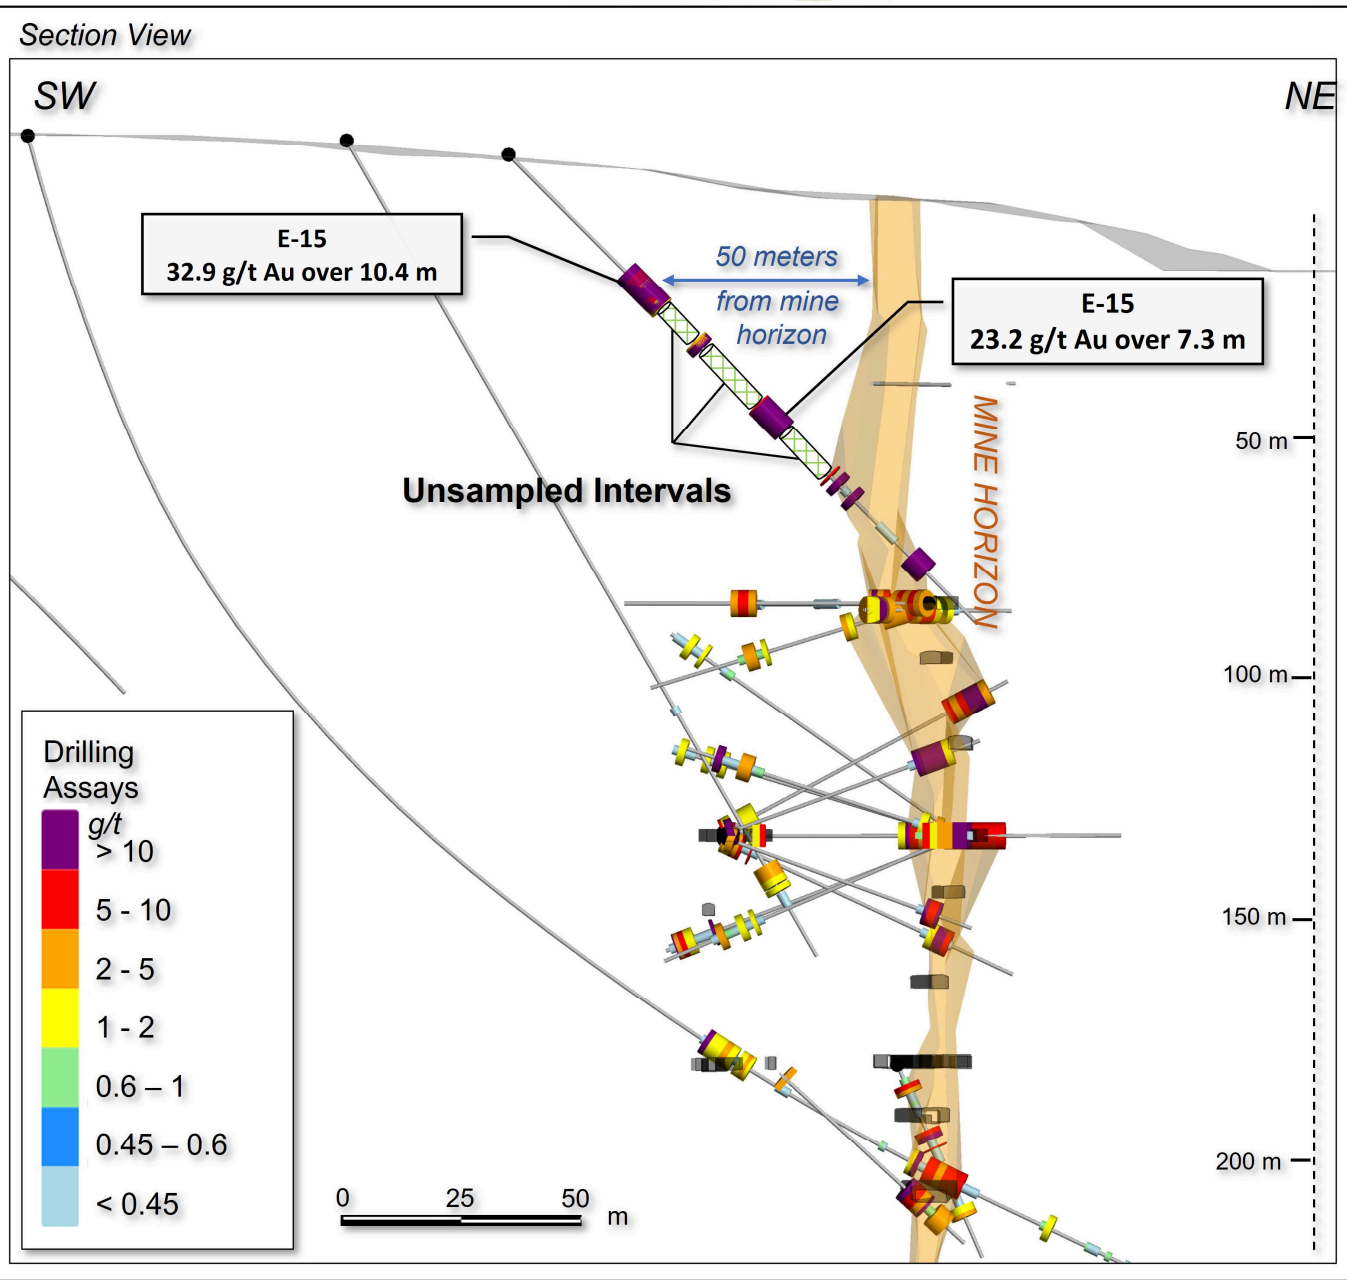 Section View
SW
NE
E-15
32.9 g/t Au over 10.4 m
50 meters
from mine
horizon
E-15
23.2 g/t Au over 7.3 m
MINE HORIZON
50 m
Unsampled Intervals
100 m
Drilling
Assays
g/t
> 10
5 - 10
2 - 5
1 - 2
0.6 – 1
0.45 – 0.6
< 0.45
150 m
200 m
0 25 50
m